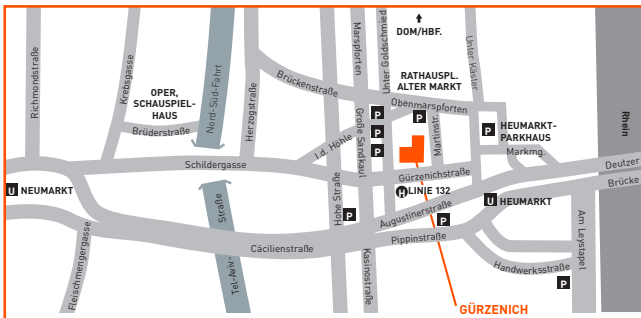 Richmondstraße
Krebsgasse
OPER,
SCHAUSPIEL-
HAUS
Brüderstraße
Nord-Süd-Fahrt
Herzogstraße
Brückenstraße
Marspforten
Unter Goldschmied
DOM/HBF.
RATHAUSPL.
ALTER MARKT
Unter Käster
Obenmarspforten
P
P
P
P
P
HEUMARKT-
PARKHAUS
Rhein
I.d. Höhle
Große Sandkaul
Martinstr.
Markmg.
Schildergasse
Gürzenichstraße
Deutzer
Brücke
U NEUMARKT
H LINIE 132
U HEUMARKT
Hohe Straße
P
Augustinerstraße
P
Tel-Aviv-
Straße
Cäcilienstraße
Pippinstraße
Am Leystapel
Fleischmengergasse
Kasinostraße
Handwerksstraße
P
GÜRZENICH